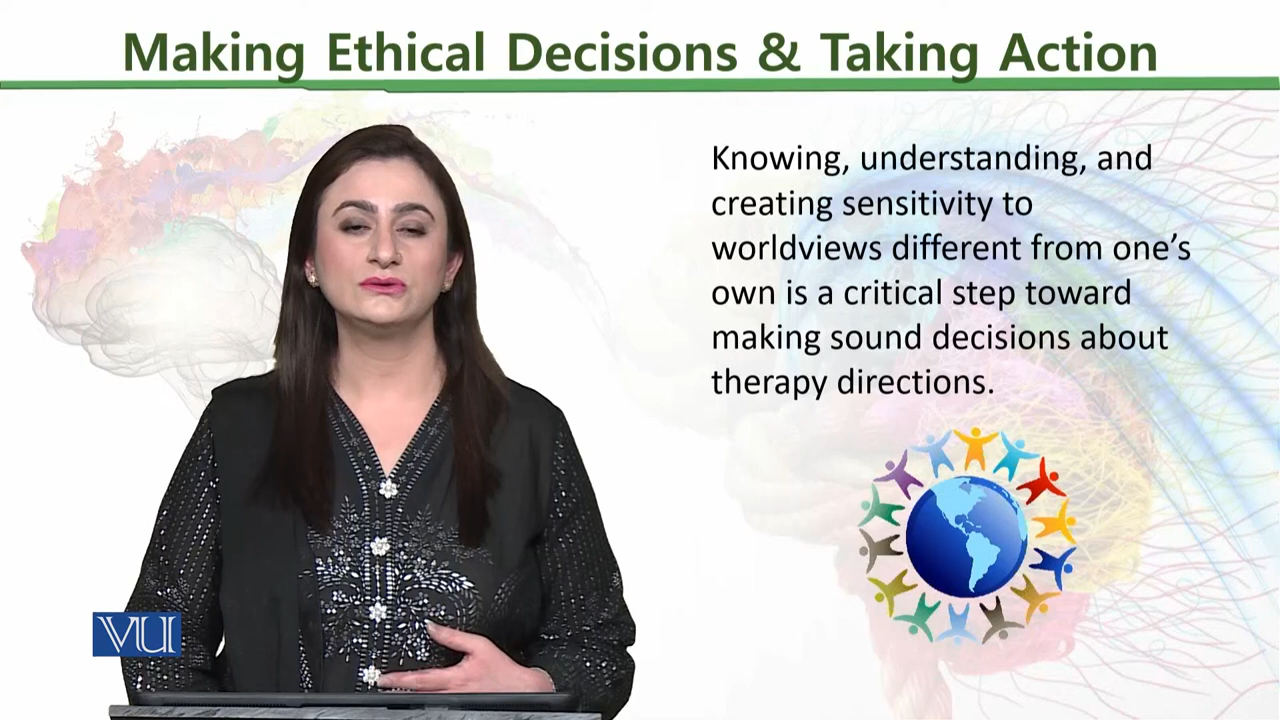 Making Ethical Decisions & Taking Action
Knowing, understanding, and
creating sensitivity to
worldviews different from one’s
own is a critical step toward
making sound decisions about
therapy directions.
VU